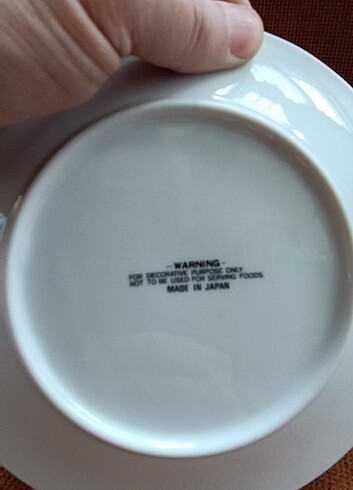 -WARNING-
FOR DECORATIVE PURPOSE ONLY
NOT TO BE USED FOR SERVING FOODS
MADE IN JAPAN